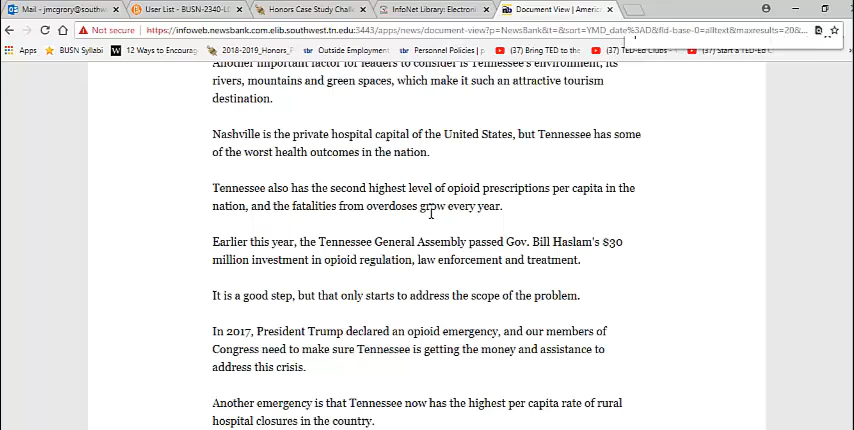 Mail - jmcgrory@southw
User List - BUSN-2340-L0
Honors Case Study Chall
InfoNet Library: Electroni
Document View | Americ
Not secure | https://infoweb.newsbank.com.elib.southwest.tn.edu:3443/apps/news/document-view?p=NewsBank&t=&sort=YMD_date%3AD&fld-base-0=alltext&maxresults=20&...
Apps BUSN Syllabi 12 Ways to Encourag 2018-2019_Honors_F Outside Employment Personnel Policies | p (37) Bring TED to the (37) TED-Ed Clubs - (37) Start a TED-Ed C
Another important factor for leaders to consider is Tennessee's environment, its
rivers, mountains and green spaces, which make it such an attractive tourism
destination.
Nashville is the private hospital capital of the United States, but Tennessee has some
of the worst health outcomes in the nation.
Tennessee also has the second highest level of opioid prescriptions per capita in the
nation, and the fatalities from overdoses grow every year.
Earlier this year, the Tennessee General Assembly passed Gov. Bill Haslam's $30
million investment in opioid regulation, law enforcement and treatment.
It is a good step, but that only starts to address the scope of the problem.
In 2017, President Trump declared an opioid emergency, and our members of
Congress need to make sure Tennessee is getting the money and assistance to
address this crisis.
Another emergency is that Tennessee now has the highest per capita rate of rural
hospital closures in the country.